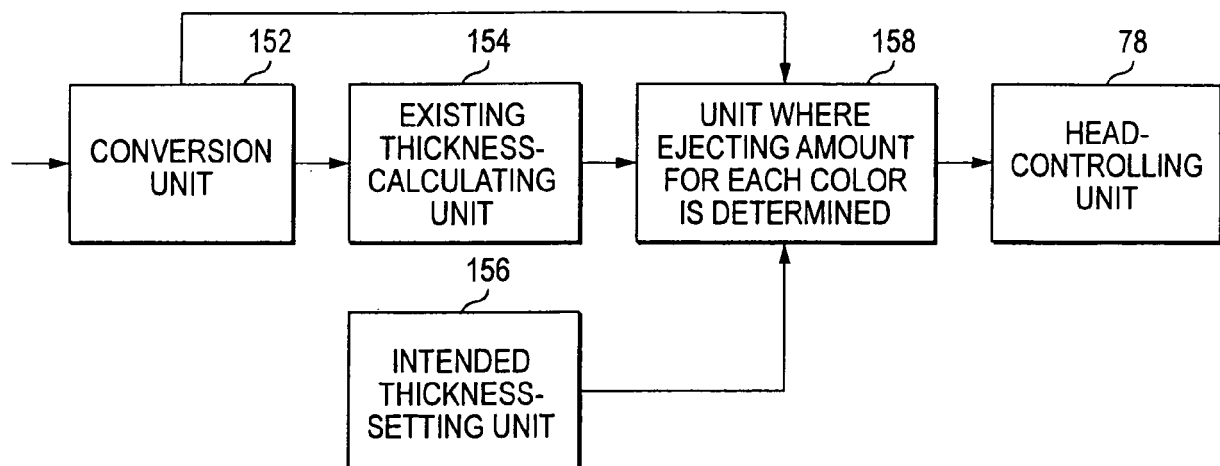 152
154
158
78
CONVERSION
UNIT
EXISTING
THICKNESS-
CALCULATING
UNIT
UNIT WHERE
EJECTING AMOUNT
FOR EACH COLOR
IS DETERMINED
HEAD-
CONTROLLING
UNIT
156
INTENDED
THICKNESS-
SETTING UNIT